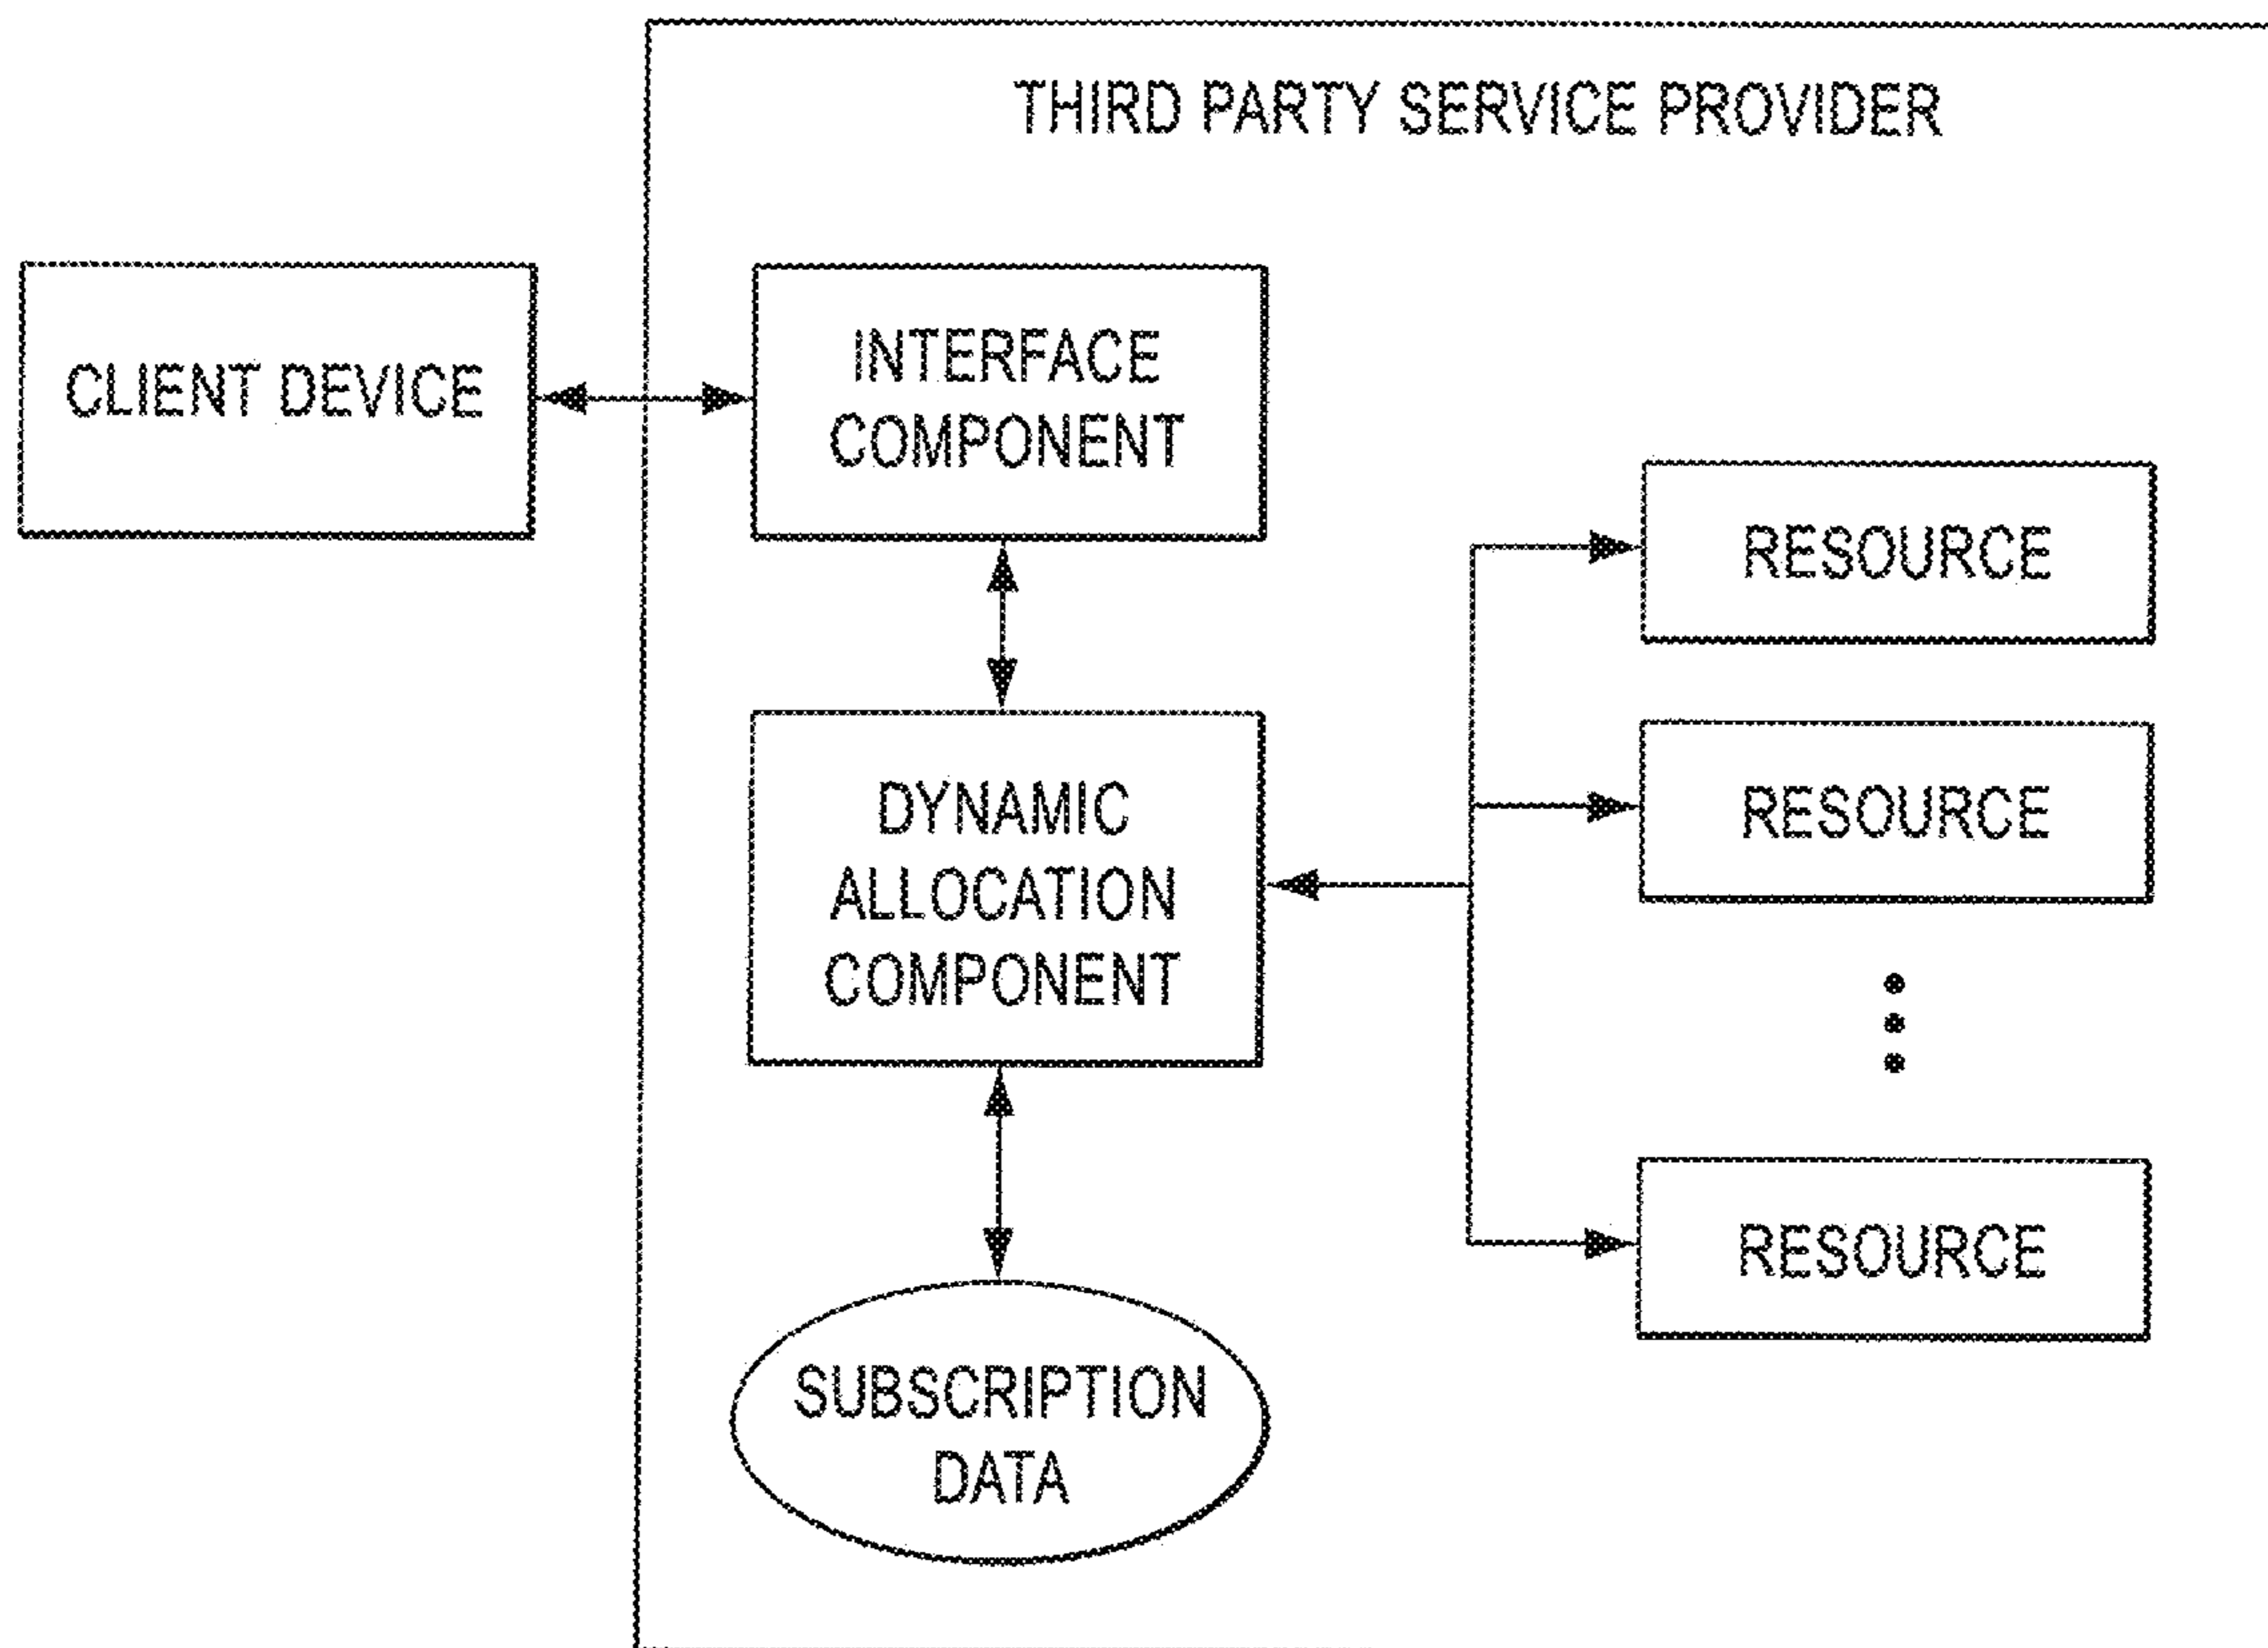 THIRD PARTY SERVICE PROVIDER
CLIENT DEVICE
INTERFACE
COMPONENT
RESOURCE
RESOURCE
DYNAMIC
ALLOCATION
COMPONENT
RESOURCE
SUBSCRIPTION
DATA